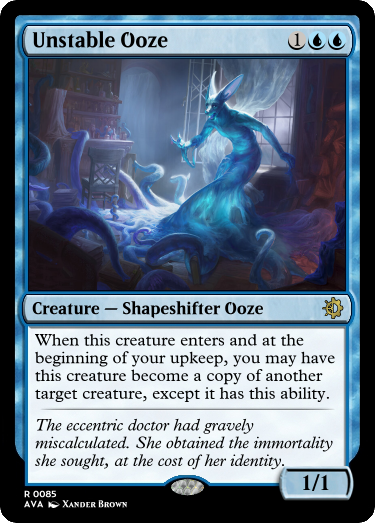 Unstable Ooze 1
Creature — Shapeshifter Ooze
When this creature enters and at the
beginning of your upkeep, you may have
this creature become a copy of another
target creature, except it has this ability.
The eccentric doctor had gravely
miscalculated. She obtained the immortality
she sought, at the cost of her identity.
1/1
R 0085
AVA Xander Brown